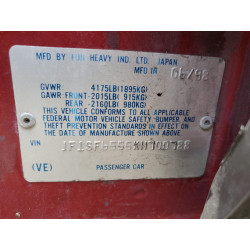 MFD BY FUJI HEAVY IND. LTD. JAPAN
MFD IN 06/98
GVWR: 4175LB(1895KG)
GAWR:FRONT-2015LB( 915KG)
REAR -2160LB( 980KG)
THIS VEHICLE CONFORMS TO ALL APPLICABLE
FEDERAL MOTOR VEHICLE SAFETY, BUMPER, AND
THEFT PREVENTION STANDARDS IN EFFECT ON
THE DATE OF MANUFACTURE SHOWN ABOVE.
VIN
(VE) PASSENGER CAR